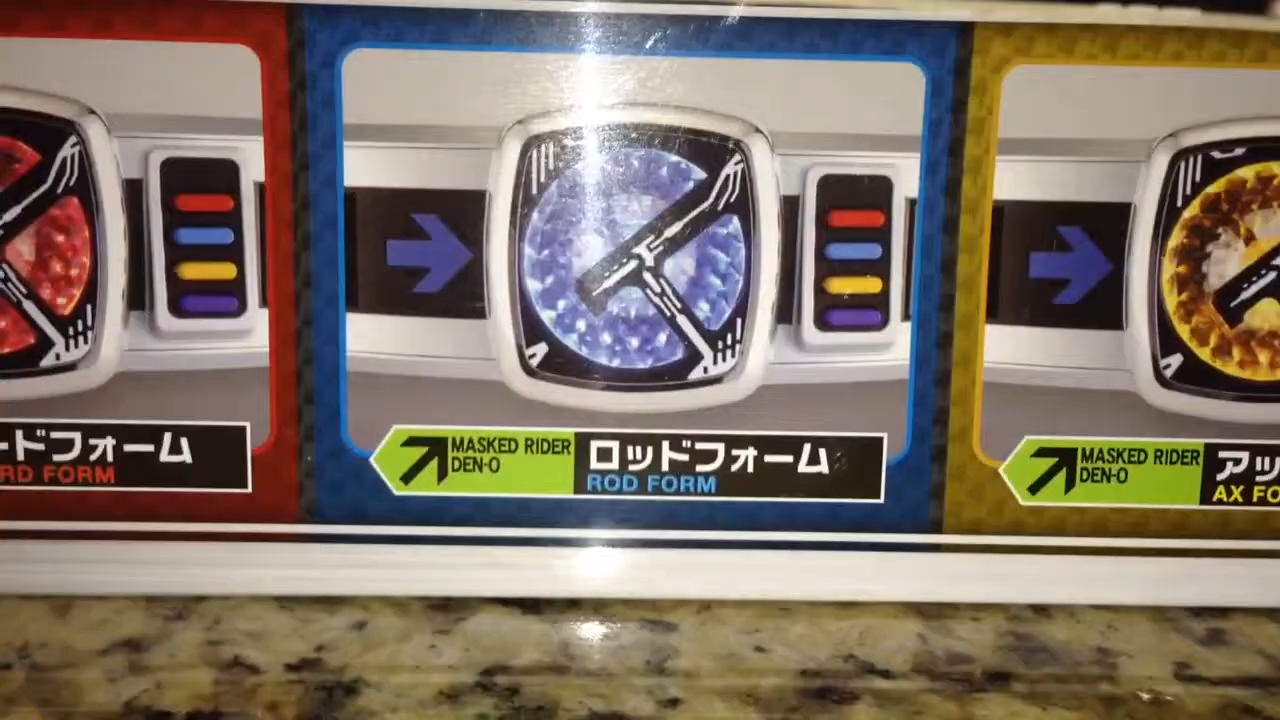 ードフォーム
RD FORM
MASKED RIDER
DEN-O
ロッドフォーム
ROD FORM
MASKED RIDER
DEN-O
アッ
AX FO